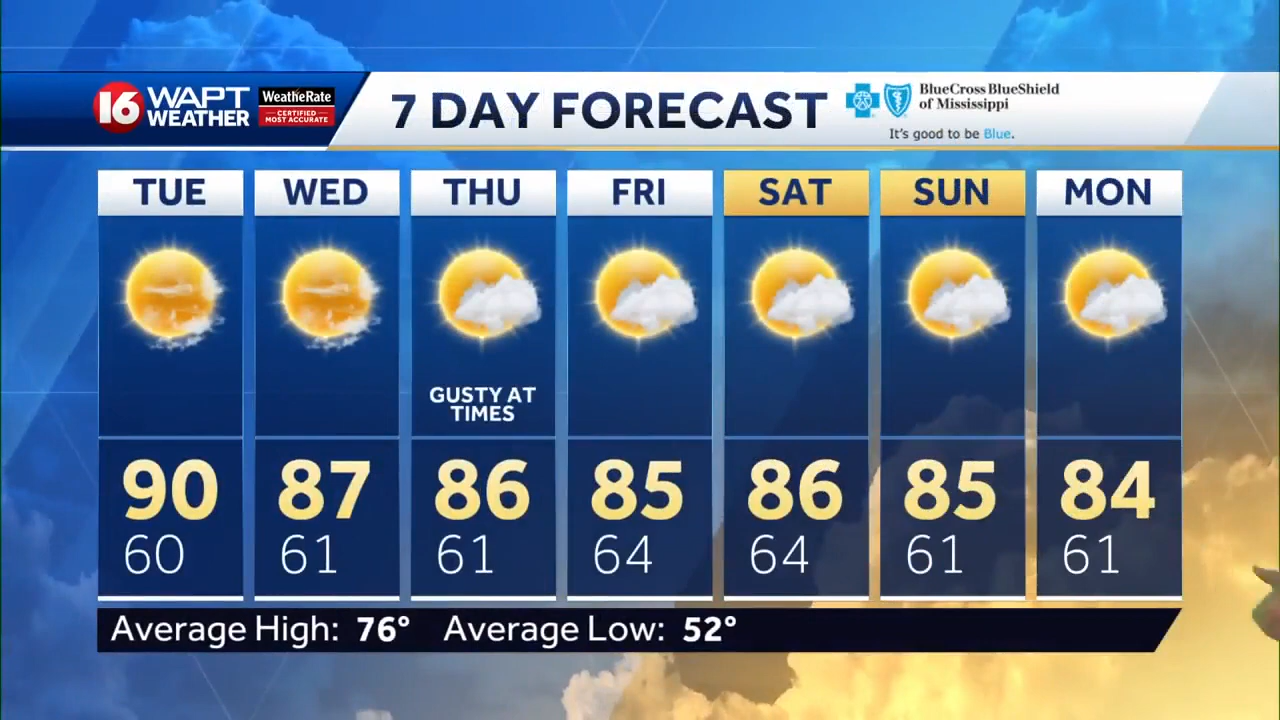 16 WAPT WEATHER
WeatheRate
CERTIFIED
MOST ACCURATE
7 DAY FORECAST
BlueCross BlueShield
of Mississippi
It's good to be Blue.
TUE WED THU FRI SAT SUN MON
GUSTY AT
TIMES
90 87 86 85 86 85 84
60 61 61 64 64 61 61
Average High: 76° Average Low: 52°